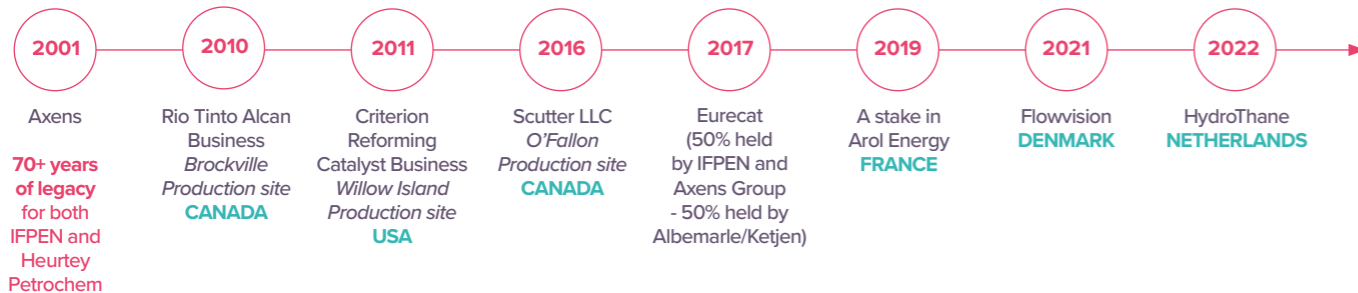 2001
2010
2011
2016
2017
2019
2021
2022
Axens
70+ years
of legacy
for both
IFPEN and
Heurtey
Petrochem
Rio Tinto Alcan
Business
Brockville
Production site
CANADA
Criterion
Reforming
Catalyst Business
Willow Island
Production site
USA
Scutter LLC
O'Fallon
Production site
CANADA
Eurecat
(50% held
by IFPEN and
Axens Group
- 50% held by
Albemarle/Ketjen)
A stake in
Arol Energy
FRANCE
Flowvision
DENMARK
HydroThane
NETHERLANDS